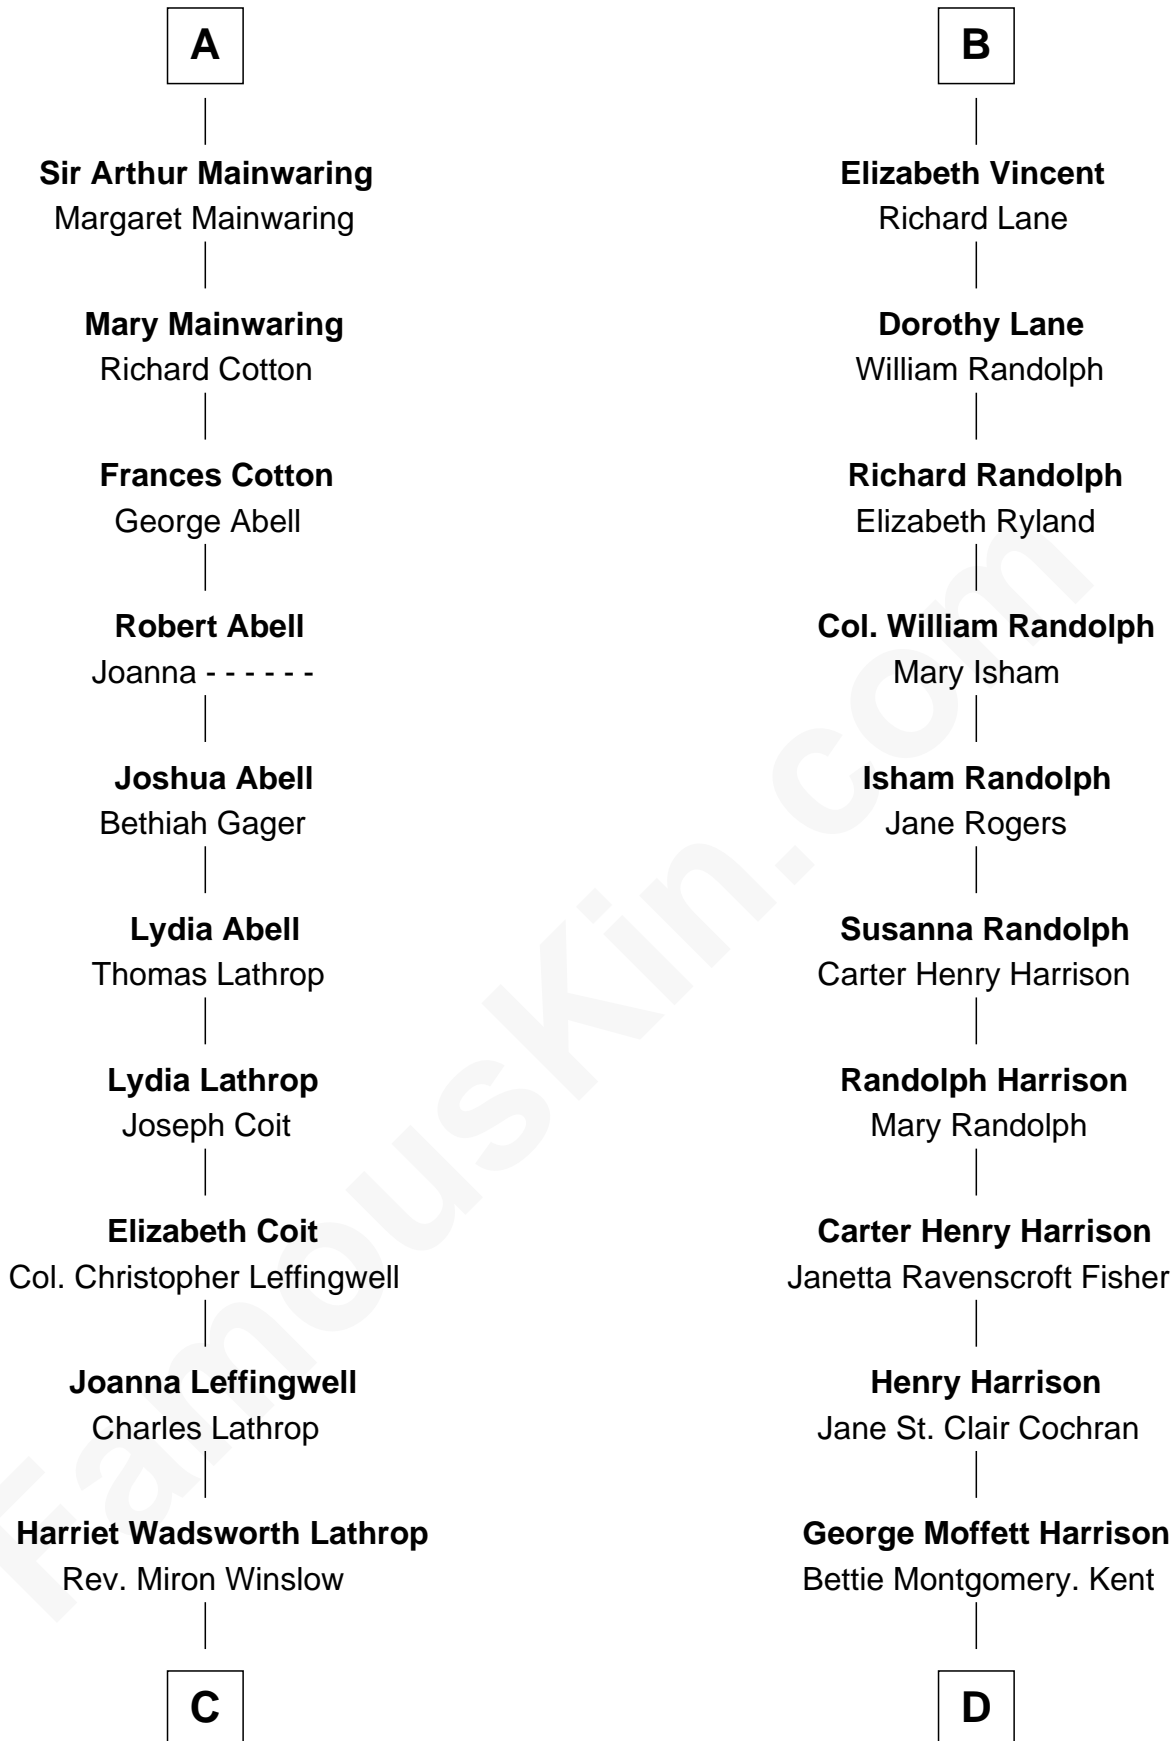 A
Sir Arthur Mainwaring
Margaret Mainwaring
Mary Mainwaring
Richard Cotton
Frances Cotton
George Abell
Robert Abell
Joanna - - - - - -
Joshua Abell
Bethiah Gager
Lydia Abell
Thomas Lathrop
Lydia Lathrop
Joseph Coit
Elizabeth Coit
Col. Christopher Leffingwell
Joanna Leffingwell
Charles Lathrop
Harriet Wadsworth Lathrop
Rev. Miron Winslow
C
B
Elizabeth Vincent
Richard Lane
Dorothy Lane
William Randolph
Richard Randolph
Elizabeth Ryland
Col. William Randolph
Mary Isham
Isham Randolph
Jane Rogers
Susanna Randolph
Carter Henry Harrison
Randolph Harrison
Mary Randolph
Carter Henry Harrison
Janetta Ravenscroft Fisher
Henry Harrison
Jane St. Clair Cochran
George Moffett Harrison
Bettie Montgomery. Kent
D
FamousKin.com